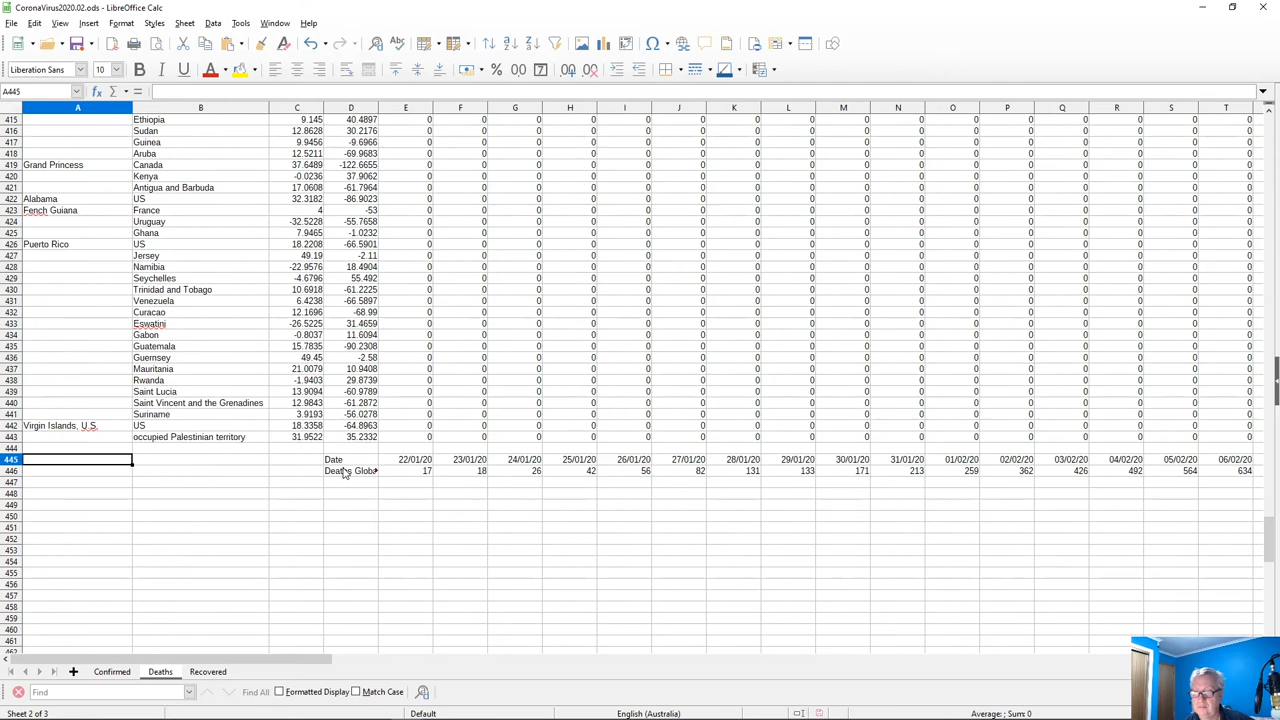 CoronaVirus2020.02.ods - LibreOffice Calc
File Edit View Insert Format Styles Sheet Data Tools Window Help
Liberation Sans 10
A445
A B C D E F G H I J K L M N O P Q R S T
415 Ethiopia 9.145 40.4897 0 0 0 0 0 0 0 0 0 0 0 0 0 0 0 0
416 Sudan 12.8628 30.2176 0 0 0 0 0 0 0 0 0 0 0 0 0 0 0 0
417 Guinea 9.9456 -9.6966 0 0 0 0 0 0 0 0 0 0 0 0 0 0 0 0
418 Aruba 12.5211 -69.9683 0 0 0 0 0 0 0 0 0 0 0 0 0 0 0 0
419 Grand Princess Canada 37.6489 -122.6655 0 0 0 0 0 0 0 0 0 0 0 0 0 0 0 0
420 Kenya -0.0236 37.9062 0 0 0 0 0 0 0 0 0 0 0 0 0 0 0 0
421 Antigua and Barbuda 17.0608 -61.7964 0 0 0 0 0 0 0 0 0 0 0 0 0 0 0 0
422 Alabama US 32.3182 -86.9023 0 0 0 0 0 0 0 0 0 0 0 0 0 0 0 0
423 Fench Guiana France 4 -53 0 0 0 0 0 0 0 0 0 0 0 0 0 0 0 0
424 Uruguay -32.5228 -55.7658 0 0 0 0 0 0 0 0 0 0 0 0 0 0 0 0
425 Ghana 7.9465 -1.0232 0 0 0 0 0 0 0 0 0 0 0 0 0 0 0 0
426 Puerto Rico US 18.2208 -66.5901 0 0 0 0 0 0 0 0 0 0 0 0 0 0 0 0
427 Jersey 49.19 -2.11 0 0 0 0 0 0 0 0 0 0 0 0 0 0 0 0
428 Namibia -22.9576 18.4904 0 0 0 0 0 0 0 0 0 0 0 0 0 0 0 0
429 Seychelles -4.6796 55.492 0 0 0 0 0 0 0 0 0 0 0 0 0 0 0 0
430 Trinidad and Tobago 10.6918 -61.2225 0 0 0 0 0 0 0 0 0 0 0 0 0 0 0 0
431 Venezuela 6.4238 -66.5897 0 0 0 0 0 0 0 0 0 0 0 0 0 0 0 0
432 Curacao 12.1696 -68.99 0 0 0 0 0 0 0 0 0 0 0 0 0 0 0 0
433 Eswatini -26.5225 31.4659 0 0 0 0 0 0 0 0 0 0 0 0 0 0 0 0
434 Gabon -0.8037 11.6094 0 0 0 0 0 0 0 0 0 0 0 0 0 0 0 0
435 Guatemala 15.7835 -90.2308 0 0 0 0 0 0 0 0 0 0 0 0 0 0 0 0
436 Guernsey 49.45 -2.58 0 0 0 0 0 0 0 0 0 0 0 0 0 0 0 0
437 Mauritania 21.0079 10.9408 0 0 0 0 0 0 0 0 0 0 0 0 0 0 0 0
438 Rwanda -1.9403 29.8739 0 0 0 0 0 0 0 0 0 0 0 0 0 0 0 0
439 Saint Lucia 13.9094 -60.9789 0 0 0 0 0 0 0 0 0 0 0 0 0 0 0 0
440 Saint Vincent and the Grenadines 12.9843 -61.2872 0 0 0 0 0 0 0 0 0 0 0 0 0 0 0 0
441 Suriname 3.9193 -56.0278 0 0 0 0 0 0 0 0 0 0 0 0 0 0 0 0
442 Virgin Islands, U.S. US 18.3358 -64.8963 0 0 0 0 0 0 0 0 0 0 0 0 0 0 0 0
443 occupied Palestinian territory 31.9522 35.2332 0 0 0 0 0 0 0 0 0 0 0 0 0 0 0 0
444
445 Date 22/01/20 23/01/20 24/01/20 25/01/20 26/01/20 27/01/20 28/01/20 29/01/20 30/01/20 31/01/20 01/02/20 02/02/20 03/02/20 04/02/20 05/02/20 06/02/20
446 Deaths Globa 17 18 26 42 56 82 131 133 171 213 259 362 426 492 564 634
447
448
449
450
451
452
453
454
455
456
457
458
459
460
461
Confirmed Deaths Recovered
Find Find All Formatted Display Match Case
Sheet 2 of 3 Default English (Australia) Average: ; Sum: 0